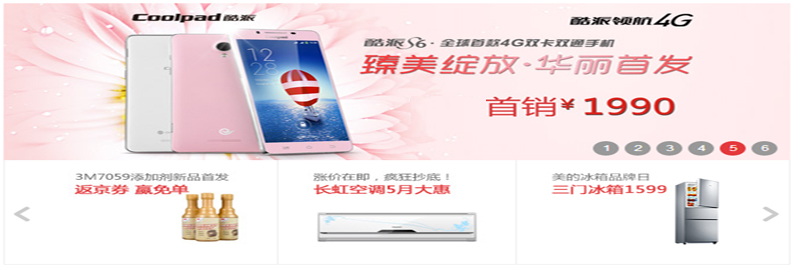 Coolpad酷派
酷派领航4G
酷派S6·全球首款4G双卡双通手机
臻美绽放·华丽首发
首销¥1990
12:28
1 2 3 4 5 6
3M7059添加剂新品首发
返京券 赢免单
涨价在即，疯狂抄底！
长虹空调5月大惠
美的冰箱品牌日
三门冰箱1599